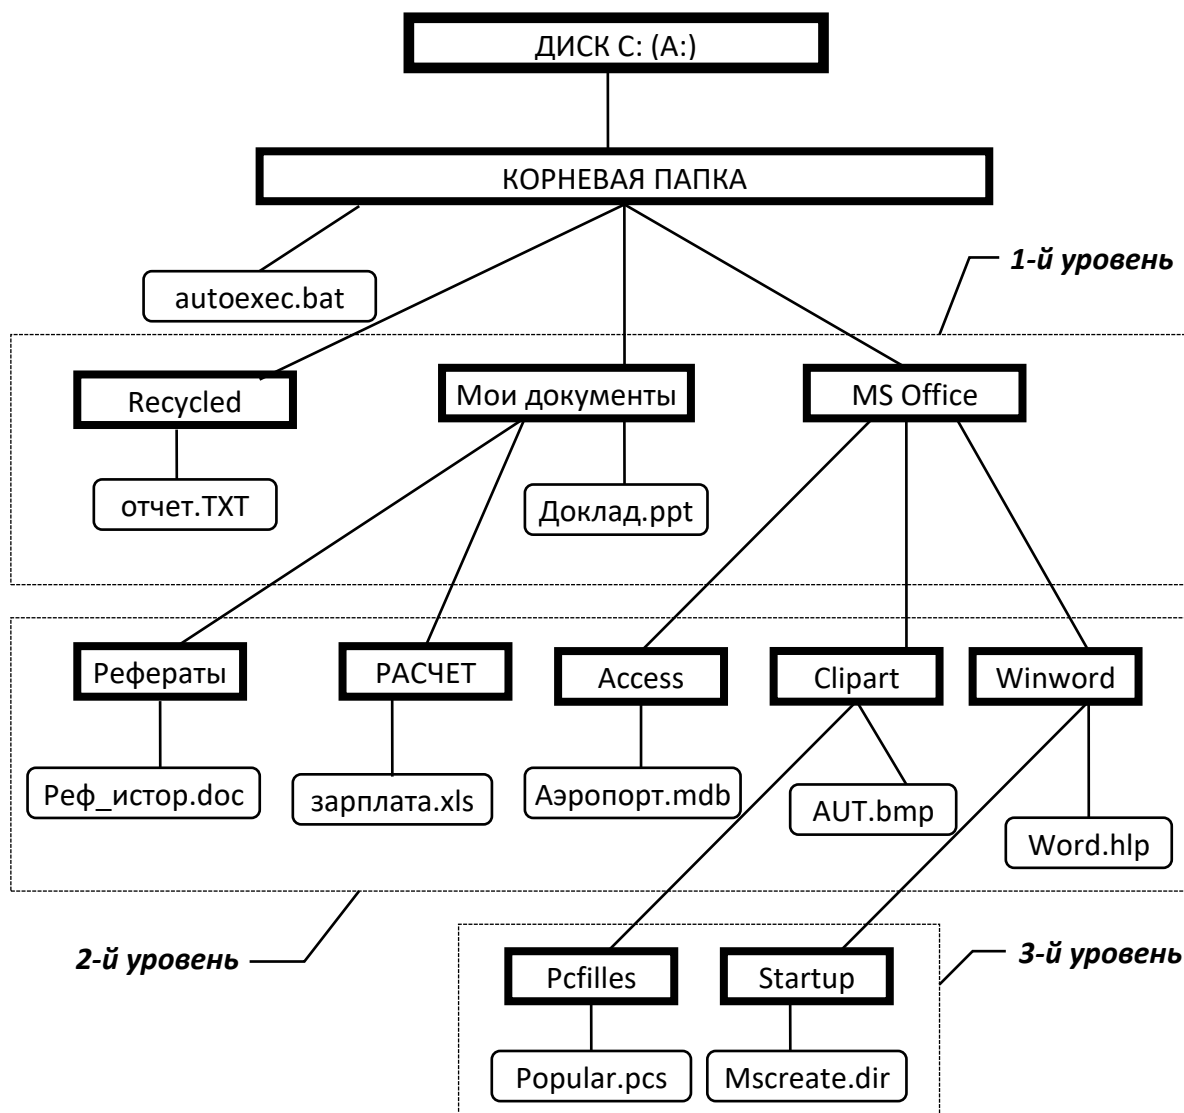 ДИСК C: (A:)
КОРНЕВАЯ ПАПКА
1-й уровень
autoexec.bat
Recycled
Мои документы
MS Office
отчет.TXT
Доклад.ppt
Рефераты
РАСЧЕТ
Access
Clipart
Winword
Реф_истор.doc
зарплата.xls
Аэропорт.mdb
AUT.bmp
Word.hlp
2-й уровень
3-й уровень
Pcfilles
Startup
Popular.pcs
Mscreate.dir